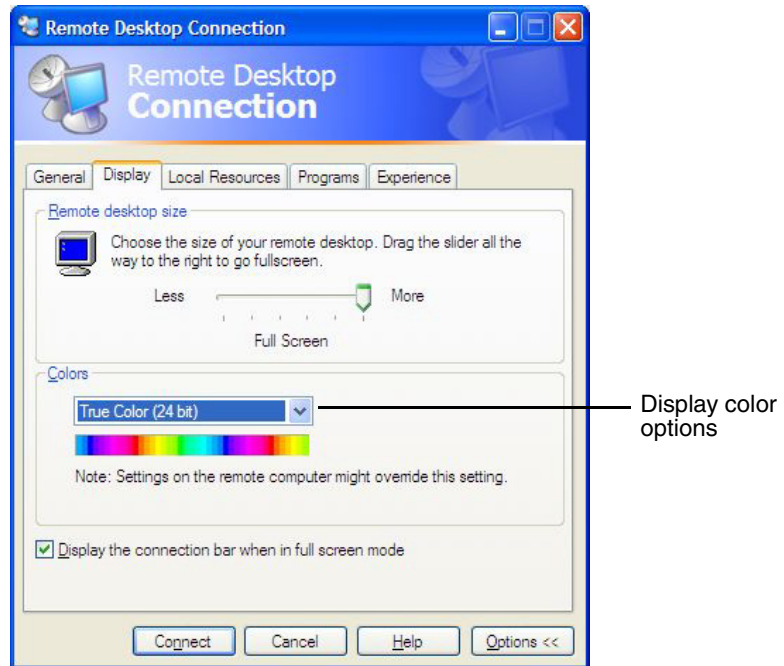 Remote Desktop Connection
Remote Desktop
Connection
General Display Local Resources Programs Experience
Remote desktop size
Choose the size of your remote desktop. Drag the slider all the
way to the right to go fullscreen.
Less More
Full Screen
Colors
True Color (24 bit)
Display color
options
Note: Settings on the remote computer might override this setting.
Display the connection bar when in full screen mode
Connect Cancel Help Options <<